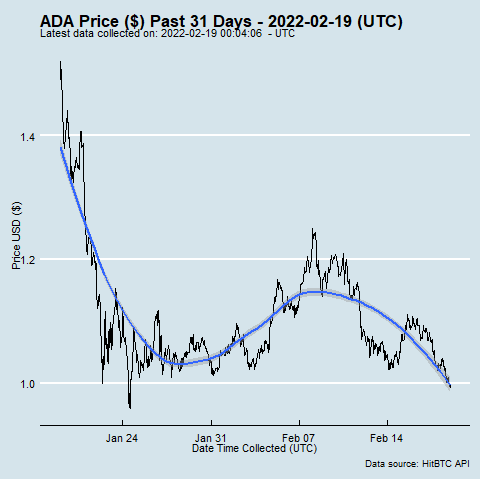 ADA Price ($) Past 31 Days - 2022-02-19 (UTC)
Latest data collected on: 2022-02-19 00:04:06 - UTC
Price USD ($)
1.4
1.2
1.0
Jan 24
Jan 31
Feb 07
Feb 14
Date Time Collected (UTC)
Data source: HitBTC API